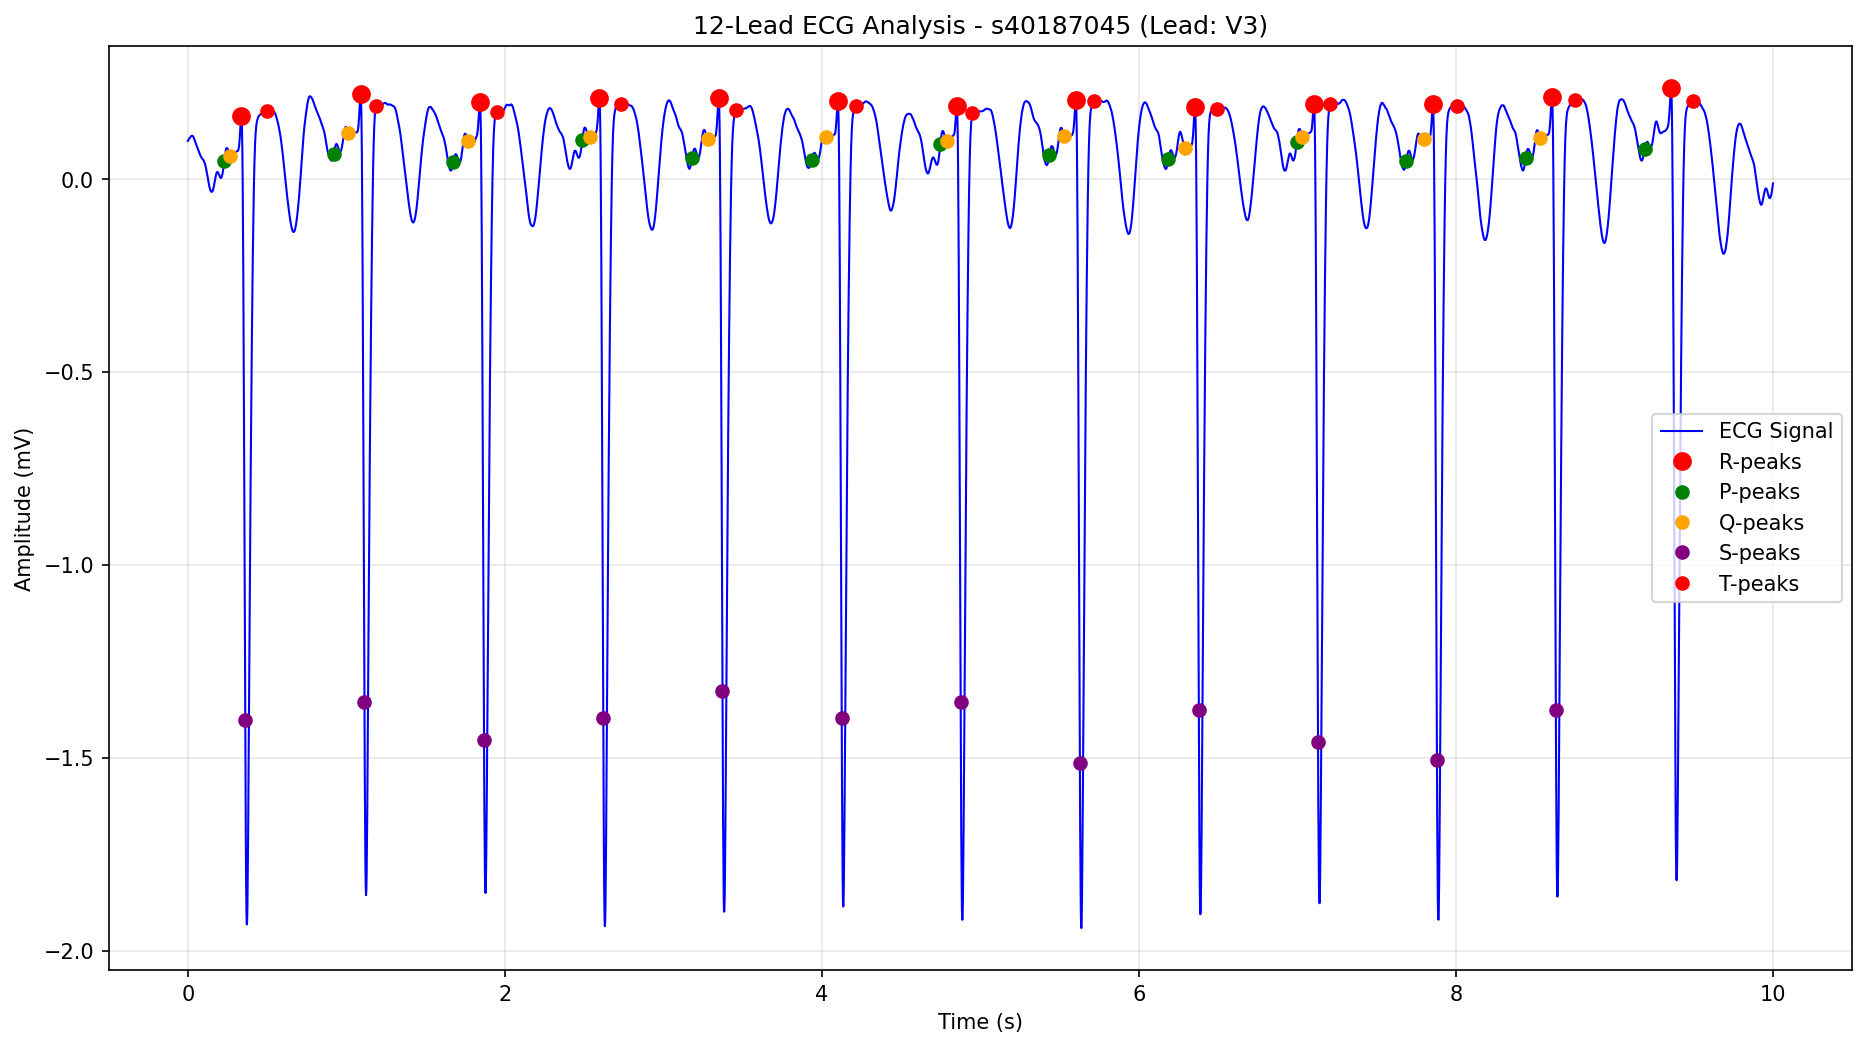 12-Lead ECG Analysis - s40187045 (Lead: V3)
Amplitude (mV)
0.0
−0.5
−1.0
−1.5
−2.0
ECG Signal
R-peaks
P-peaks
Q-peaks
S-peaks
T-peaks
0 2 4 6 8 10
Time (s)